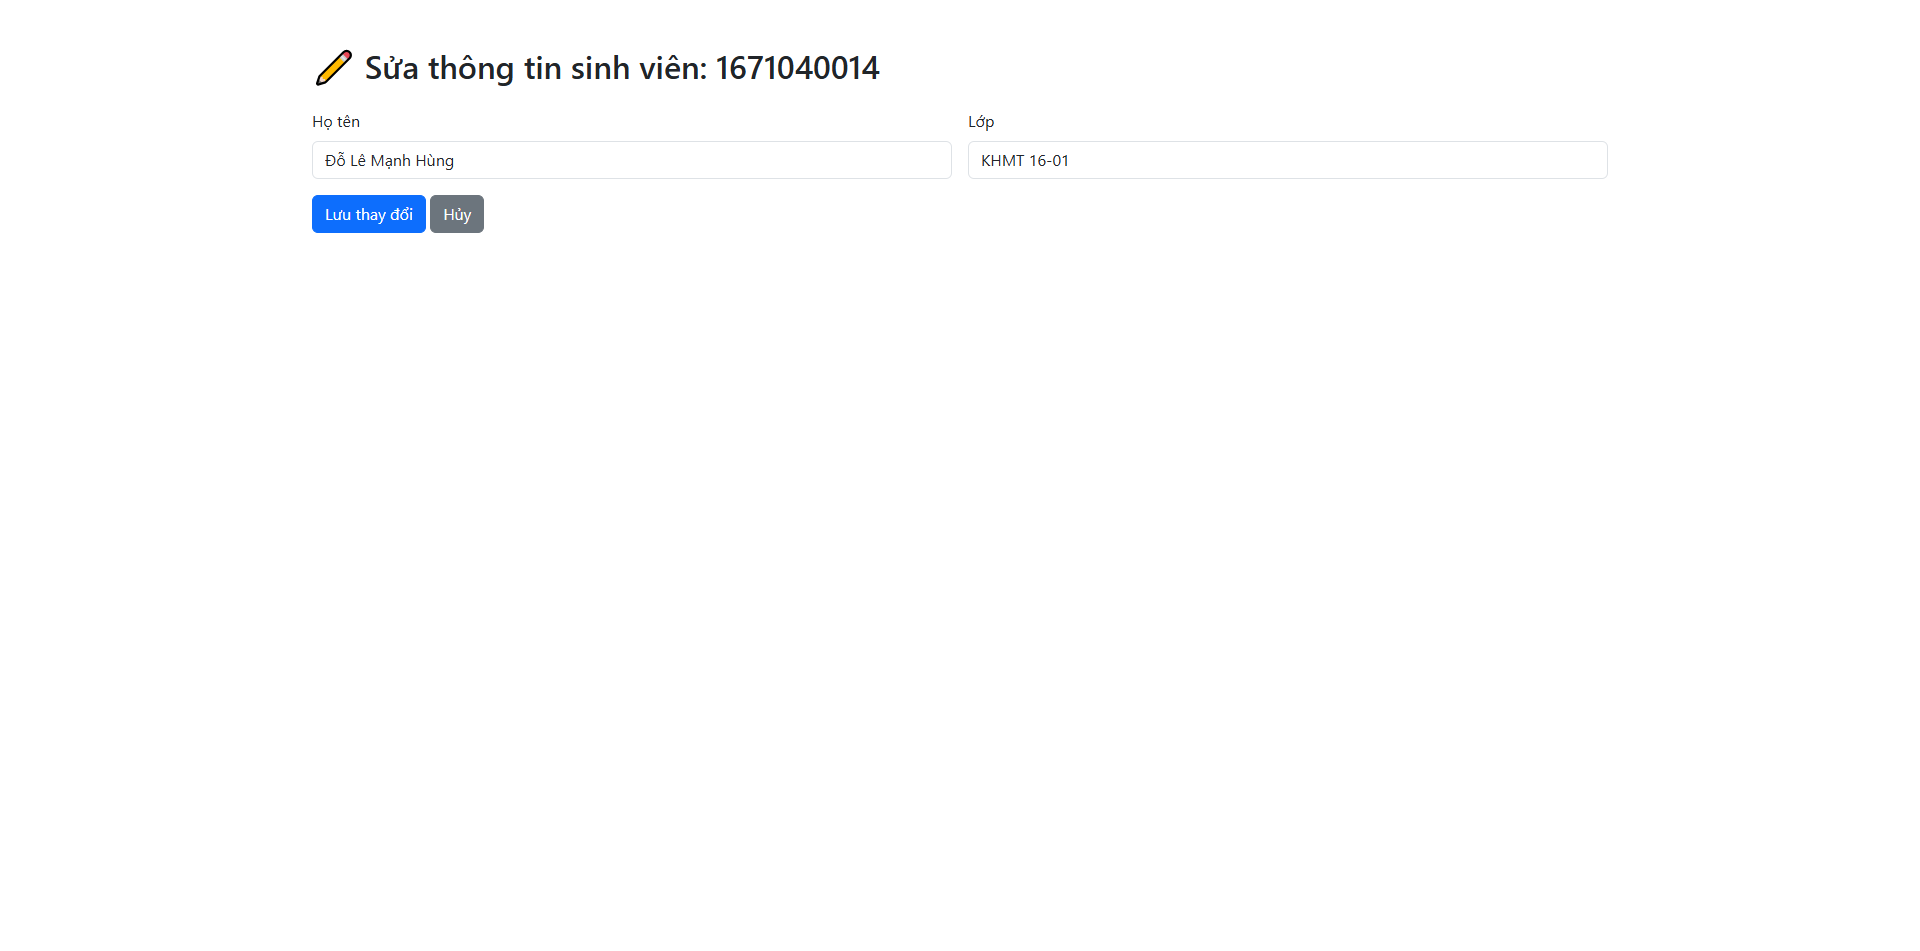 Sửa thông tin sinh viên: 1671040014
Họ tên
Lớp
Đỗ Lê Mạnh Hùng
KHMT 16-01
Lưu thay đổi
Hủy